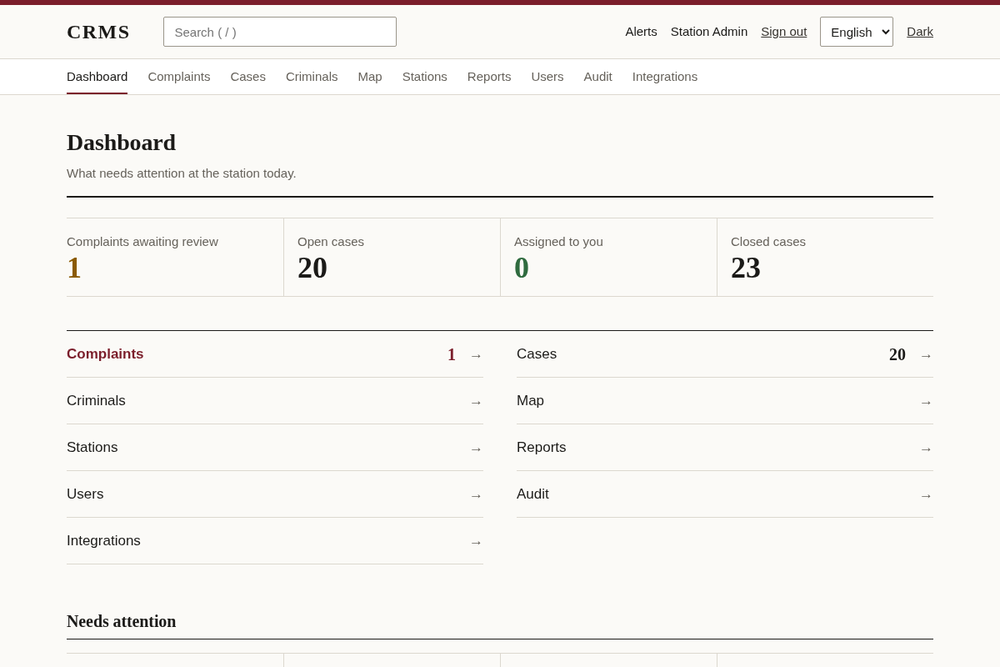 CRMS
Search ( / )
Alerts Station Admin Sign out English Dark
Dashboard Complaints Cases Criminals Map Stations Reports Users Audit Integrations
Dashboard
What needs attention at the station today.
Complaints awaiting review
1
Open cases
20
Assigned to you
0
Closed cases
23
Complaints 1 →
Cases 20 →
Criminals →
Map →
Stations →
Reports →
Users →
Audit →
Integrations →
Needs attention